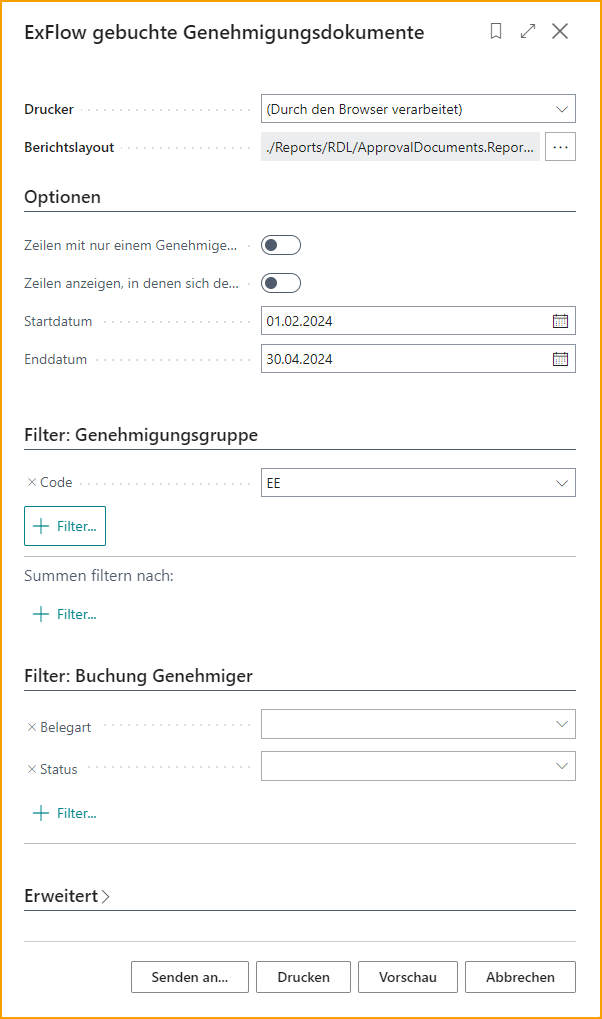 ExFlow gebuchte Genehmigungsdokumente
Drucker (Durch den Browser verarbeitet)
Berichtslayout ./Reports/RDL/ApprovalDocuments.Repor... ...
Optionen
Zeilen mit nur einem Genehmige...
Zeilen anzeigen, in denen sich de...
Startdatum 01.02.2024
Enddatum 30.04.2024
Filter: Genehmigungsgruppe
Code EE
Filter...
Summen filtern nach:
Filter...
Filter: Buchung Genehmiger
Belegart
Status
Filter...
Erweitert
Senden an... Drucken Vorschau Abbrechen